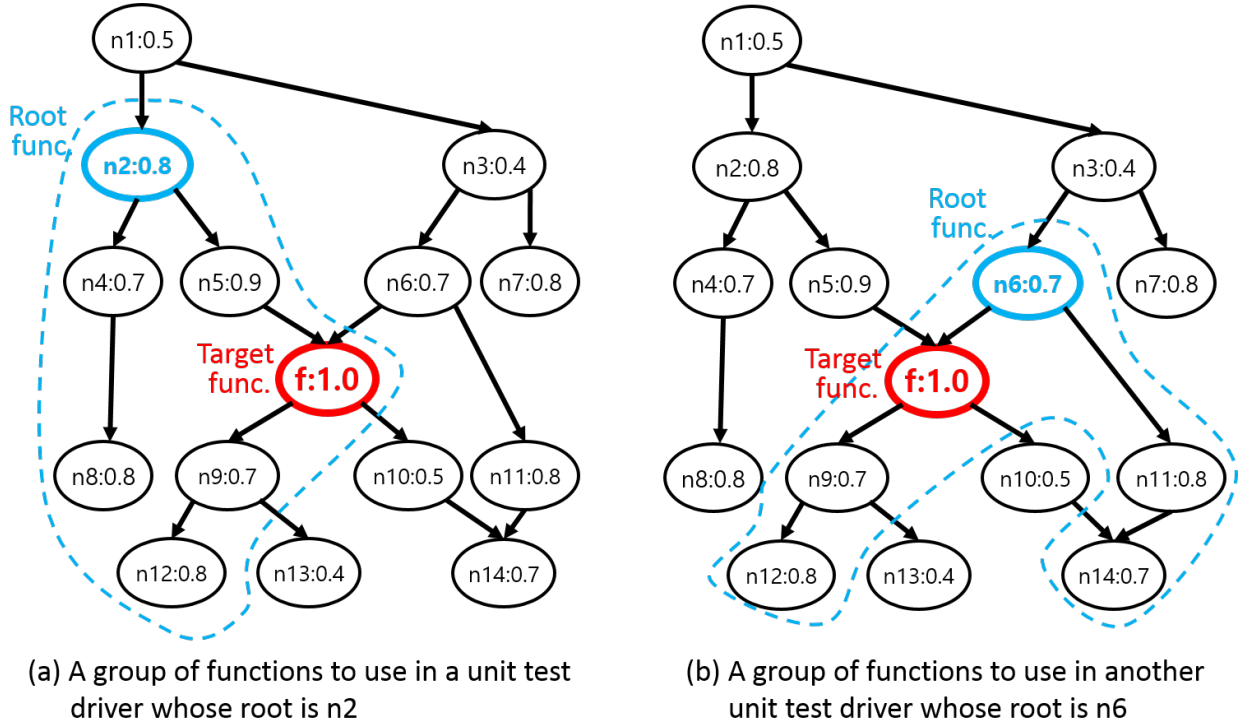 n1:0.5
Root
func.
n2:0.8
n3:0.4
n4:0.7
n5:0.9
n6:0.7
n7:0.8
Target
func.
f:1.0
n8:0.8
n9:0.7
n10:0.5
n11:0.8
n12:0.8
n13:0.4
n14:0.7
(a) A group of functions to use in a unit test
driver whose root is n2
n1:0.5
n2:0.8
n3:0.4
Root
func.
n4:0.7
n5:0.9
n6:0.7
n7:0.8
Target
func.
f:1.0
n8:0.8
n9:0.7
n10:0.5
n11:0.8
n12:0.8
n13:0.4
n14:0.7
(b) A group of functions to use in another
unit test driver whose root is n6